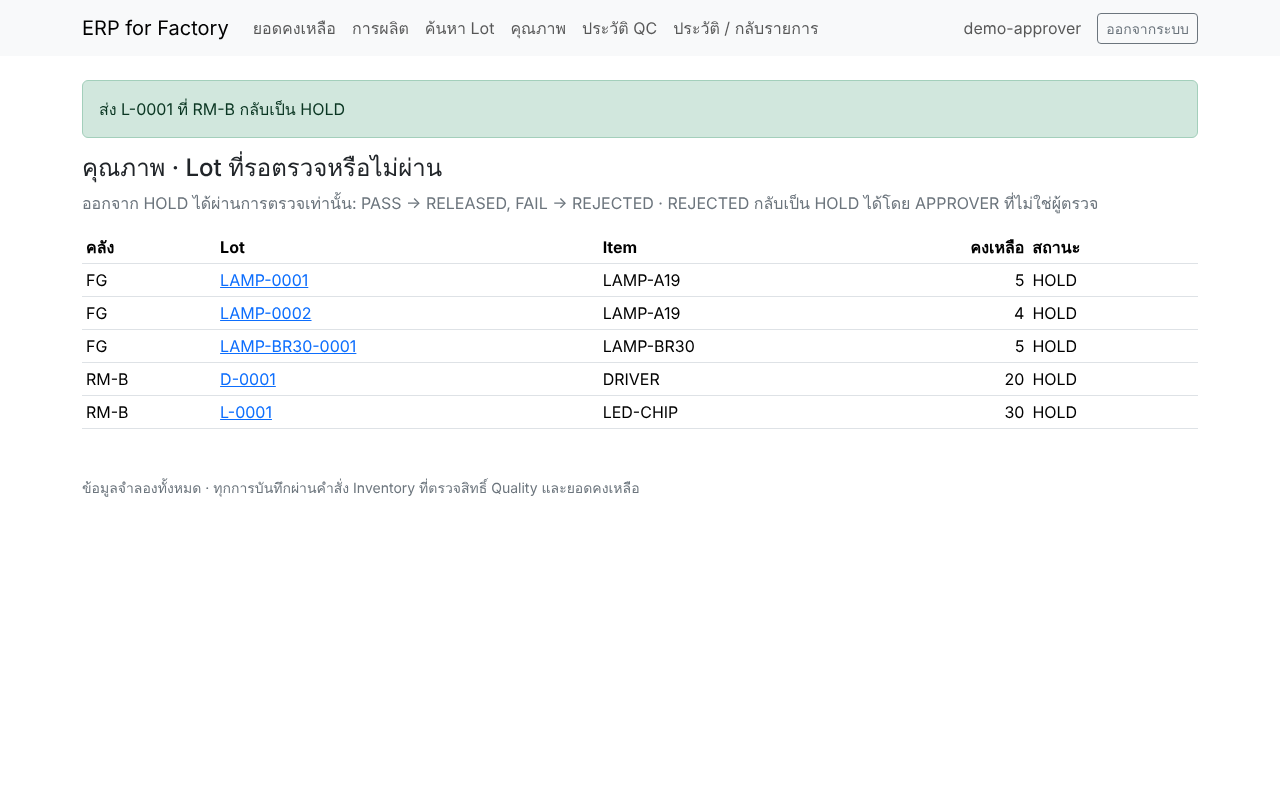 ERP for Factory ยอดคงเหลือ การผลิต ค้นหา Lot คุณภาพ ประวัติ QC ประวัติ / กลับรายการ demo-approver ออกจากระบบ
ส่ง L-0001 ที่ RM-B กลับเป็น HOLD
คุณภาพ · Lot ที่รอตรวจหรือไม่ผ่าน
ออกจาก HOLD ได้ผ่านการตรวจเท่านั้น: PASS → RELEASED, FAIL → REJECTED · REJECTED กลับเป็น HOLD ได้โดย APPROVER ที่ไม่ใช่ผู้ตรวจ
คลัง Lot Item คงเหลือ สถานะ
FG LAMP-0001 LAMP-A19 5 HOLD
FG LAMP-0002 LAMP-A19 4 HOLD
FG LAMP-BR30-0001 LAMP-BR30 5 HOLD
RM-B D-0001 DRIVER 20 HOLD
RM-B L-0001 LED-CHIP 30 HOLD
ข้อมูลจำลองทั้งหมด · ทุกการบันทึกผ่านคำสั่ง Inventory ที่ตรวจสิทธิ์ Quality และยอดคงเหลือ